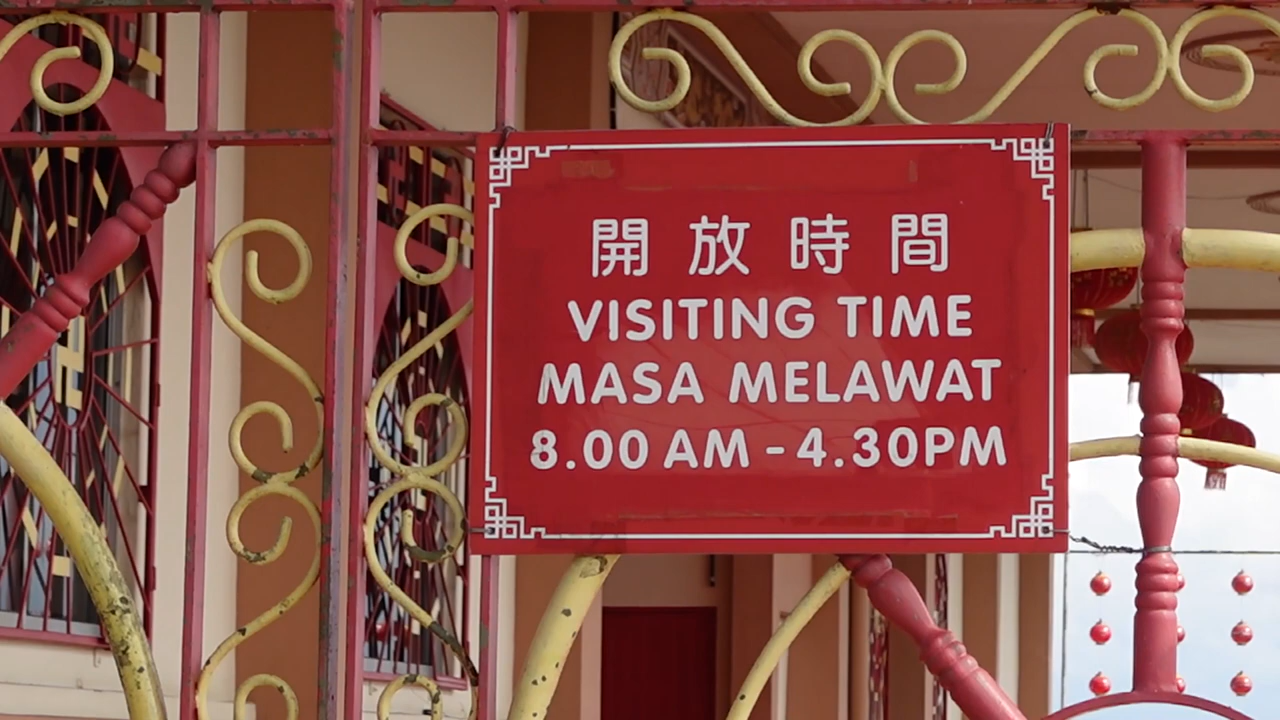 開放時間
VISITING TIME
MASA MELAWAT
8.00 AM - 4.30PM